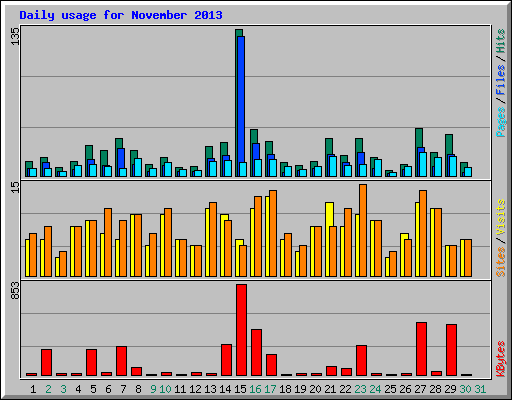 Daily usage for November 2013
135
Pages / Files / Hits
15
Sites / Visits
853
KBytes
1 2 3 4 5 6 7 8 9 10 11 12 13 14 15 16 17 18 19 20 21 22 23 24 25 26 27 28 29 30 31